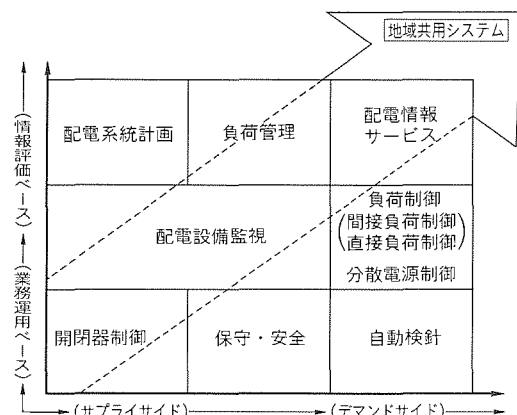 地域共用システム
配電系統計画
負荷管理
配電情報
サービス
配電設備監視
負荷制御
(間接負荷制御
直接負荷制御)
分散電源制御
開閉器制御
保守・安全
自動検針
(情報評価ベース)
(業務運用ベース)
(サプライサイド)
(デマンドサイド)